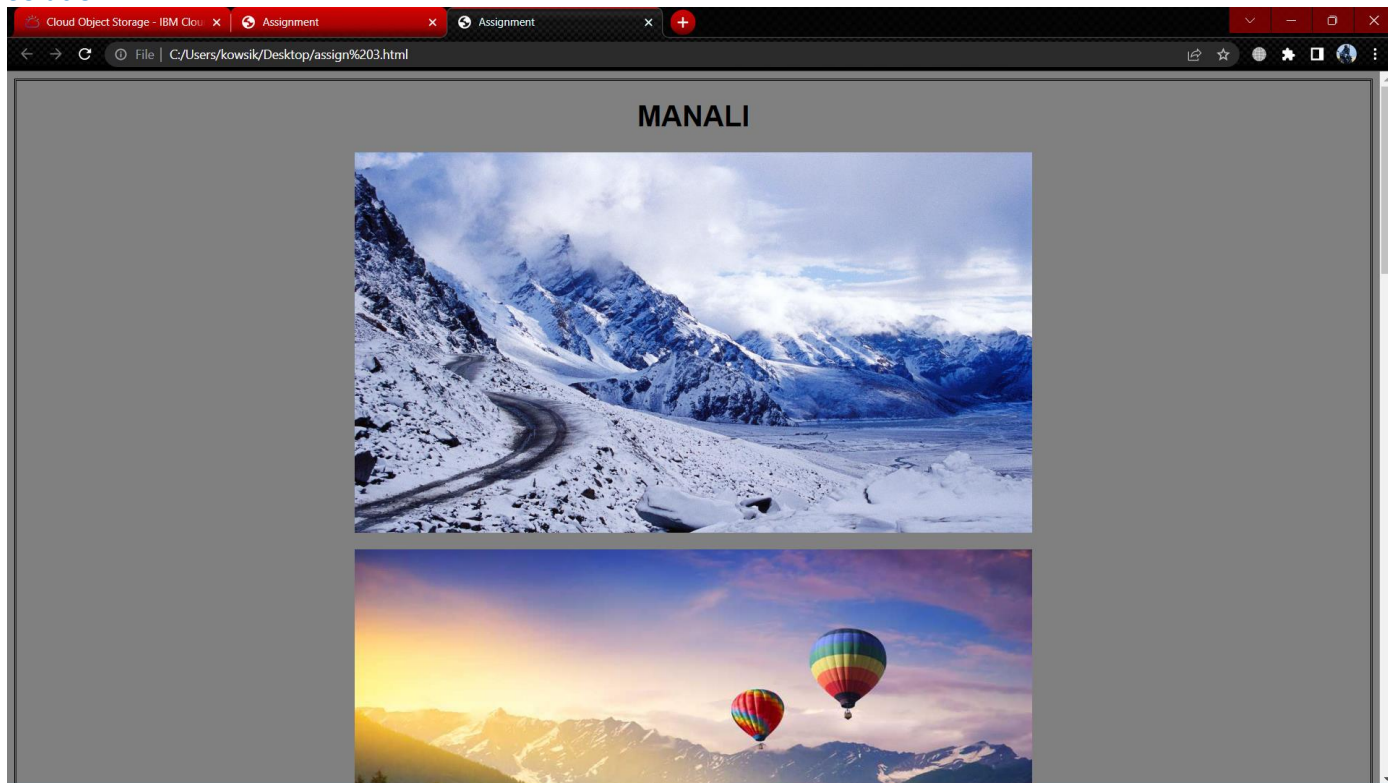 Cloud Object Storage - IBM Clou
Assignment
Assignment
File | C:/Users/kowsik/Desktop/assign%203.html
MANALI